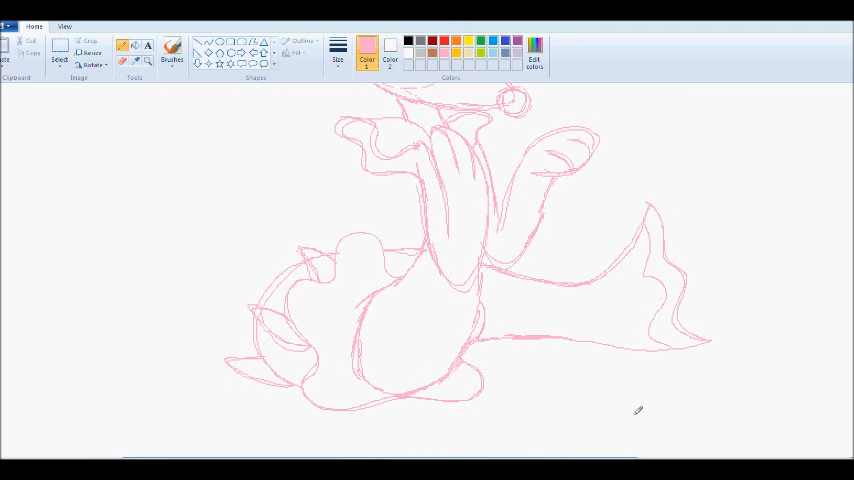 Home View
Cut
Copy
Paste
Select
Crop
Resize
Rotate
A
Brushes
Outline
Fill
Size
Color 1
Color 2
Edit colors
Clipboard Image Tools Shapes Colors